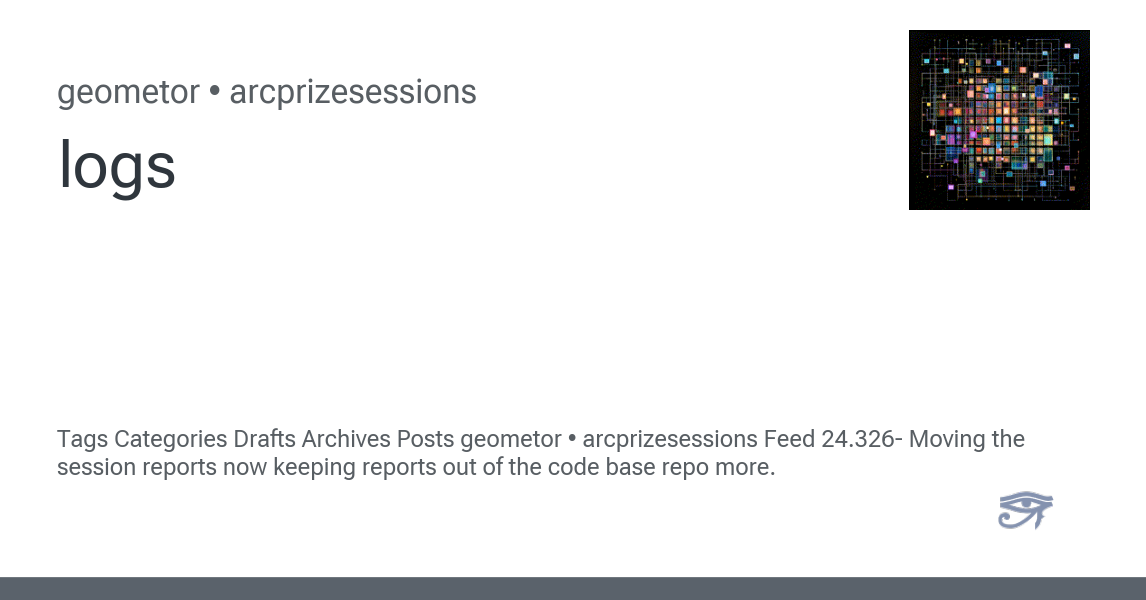 geometor • arcprizesessions
logs
Tags Categories Drafts Archives Posts geometor • arcprizesessions Feed 24.326- Moving the
session reports now keeping reports out of the code base repo more.